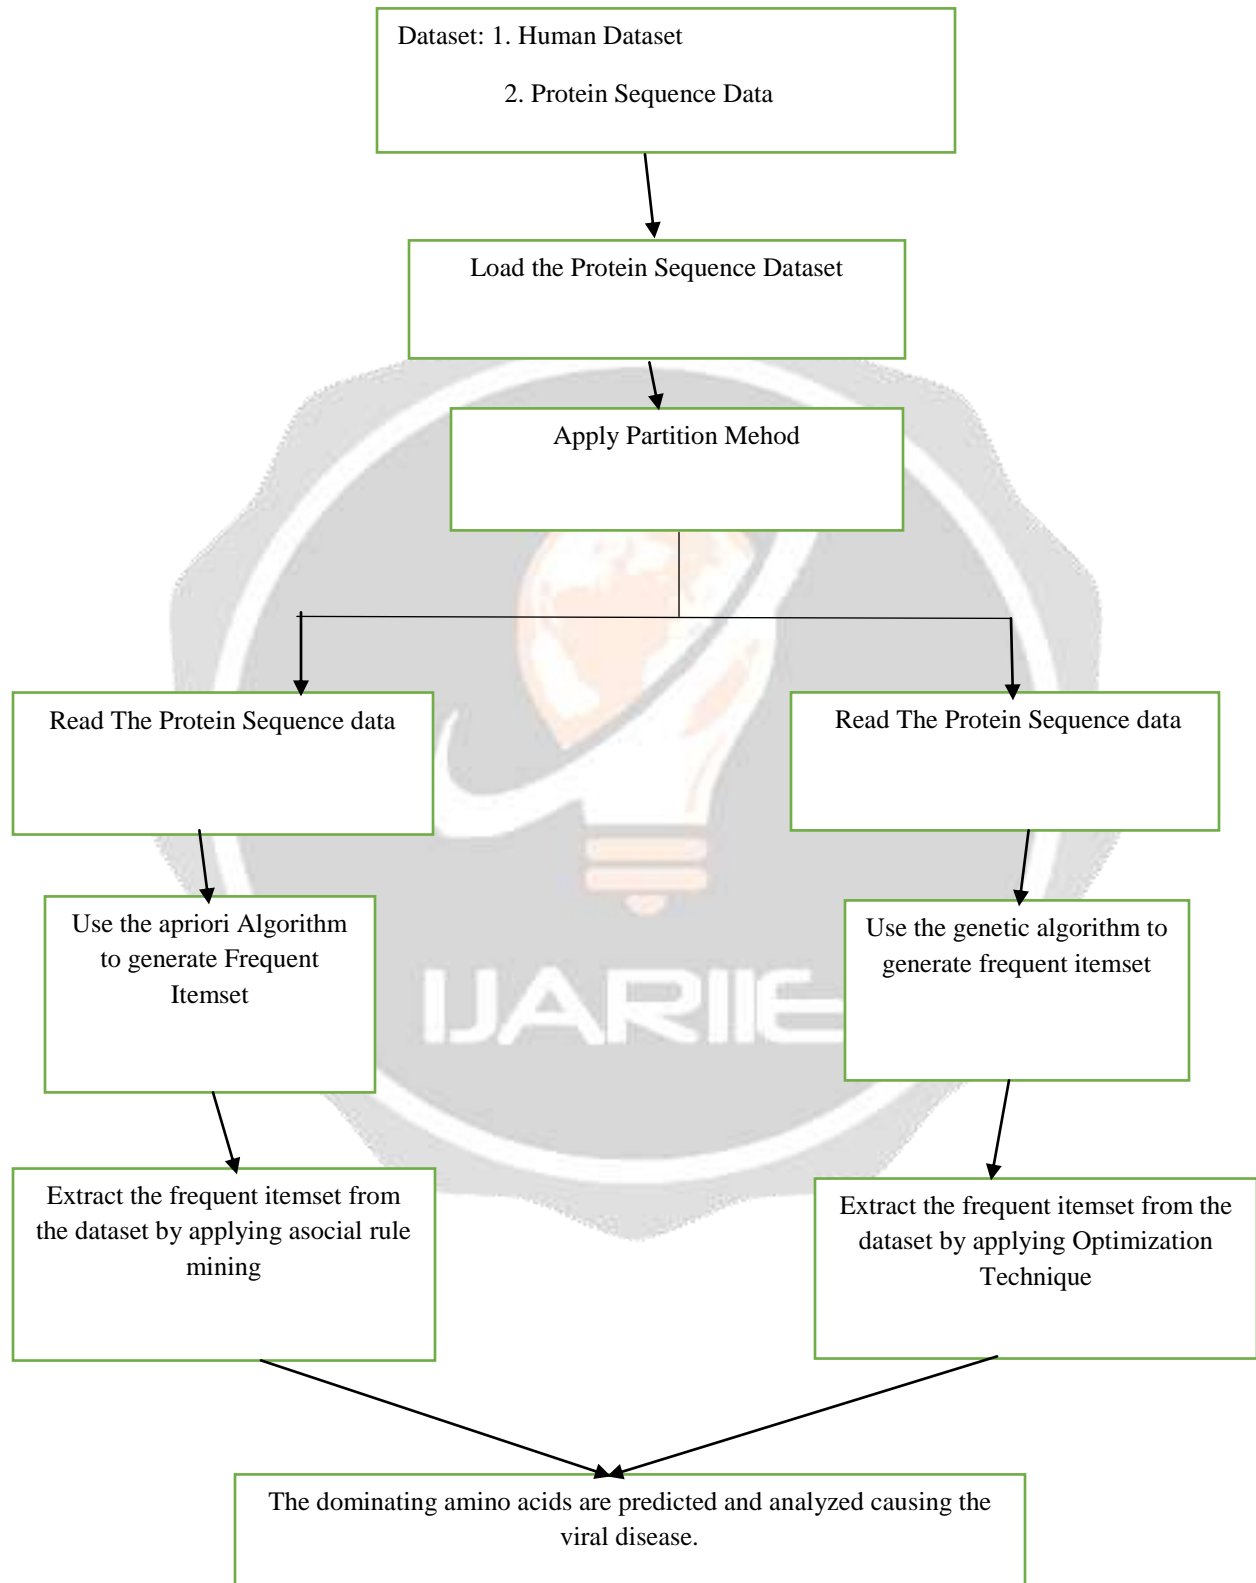 Dataset: 1. Human Dataset
2. Protein Sequence Data
Load the Protein Sequence Dataset
Apply Partition Mehod
Read The Protein Sequence data
Read The Protein Sequence data
Use the apriori Algorithm
to generate Frequent
Itemset
Use the genetic algorithm to
generate frequent itemset
IJARIIE
Extract the frequent itemset from
the dataset by applying asocial rule
mining
Extract the frequent itemset from the
dataset by applying Optimization
Technique
The dominating amino acids are predicted and analyzed causing the
viral disease.